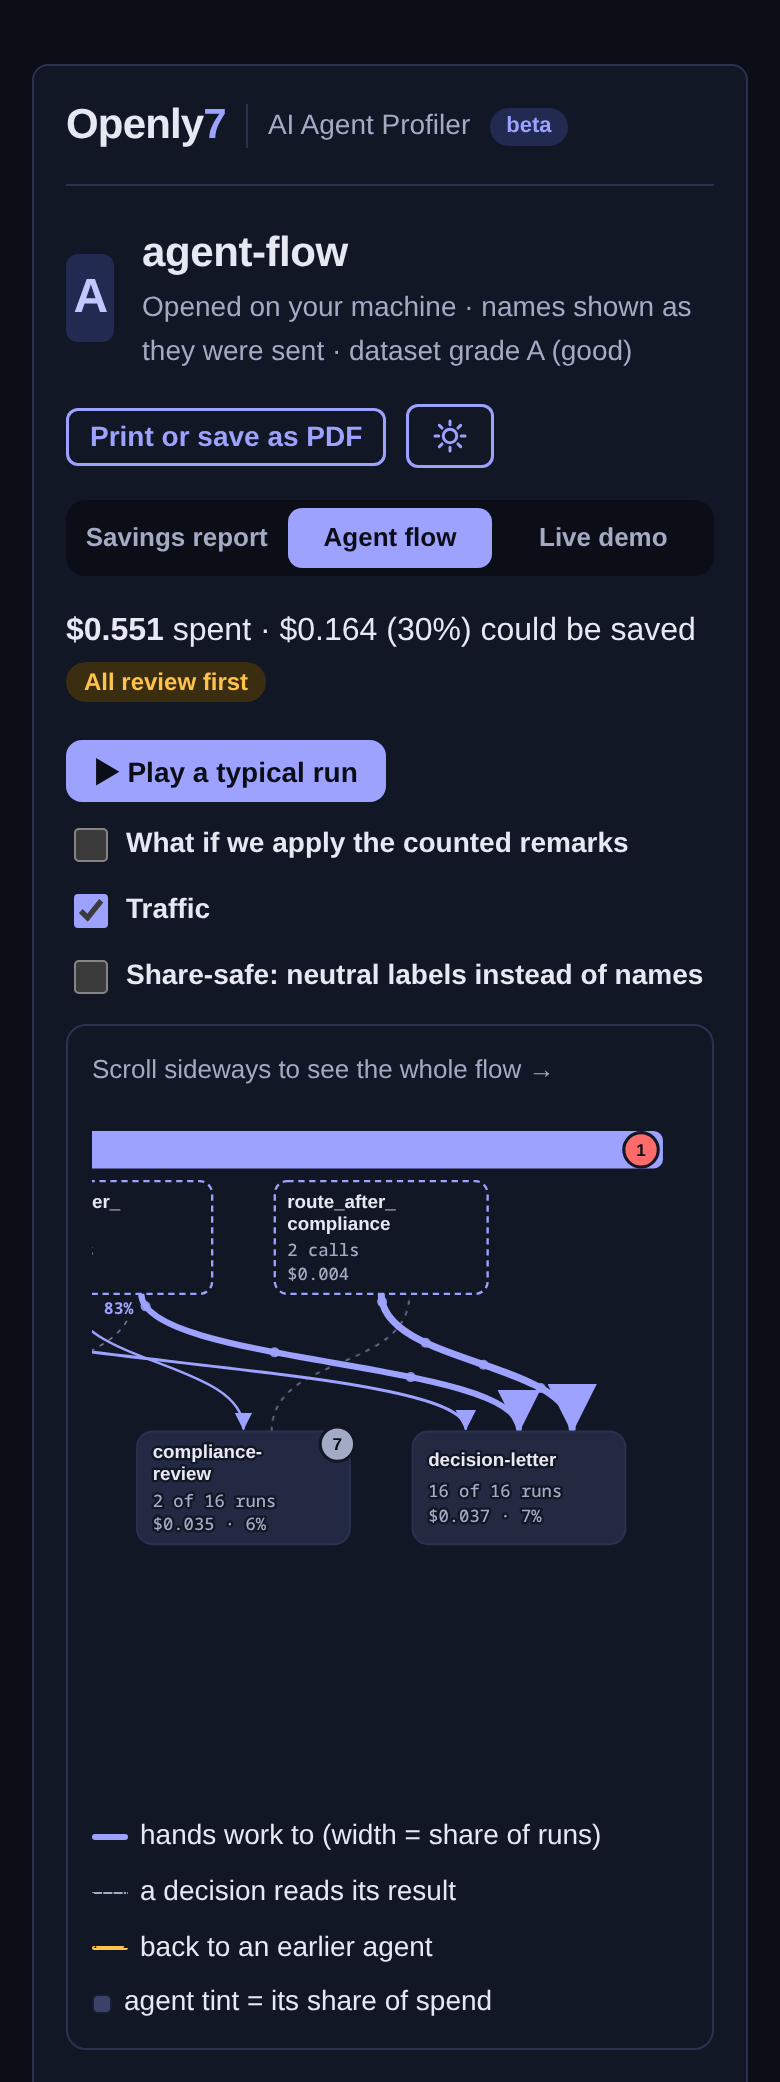 Openly7
AI Agent Profiler
beta
A
agent-flow
Opened on your machine · names shown as
they were sent · dataset grade A (good)
Print or save as PDF
Savings report
Agent flow
Live demo
$0.551 spent · $0.164 (30%) could be saved
All review first
Play a typical run
What if we apply the counted remarks
Traffic
Share-safe: neutral labels instead of names
Scroll sideways to see the whole flow →
1
er_
route_after_
compliance
2 calls
$0.004
83%
compliance-
review
7
2 of 16 runs
$0.035 · 6%
decision-letter
16 of 16 runs
$0.037 · 7%
hands work to (width = share of runs)
a decision reads its result
back to an earlier agent
agent tint = its share of spend